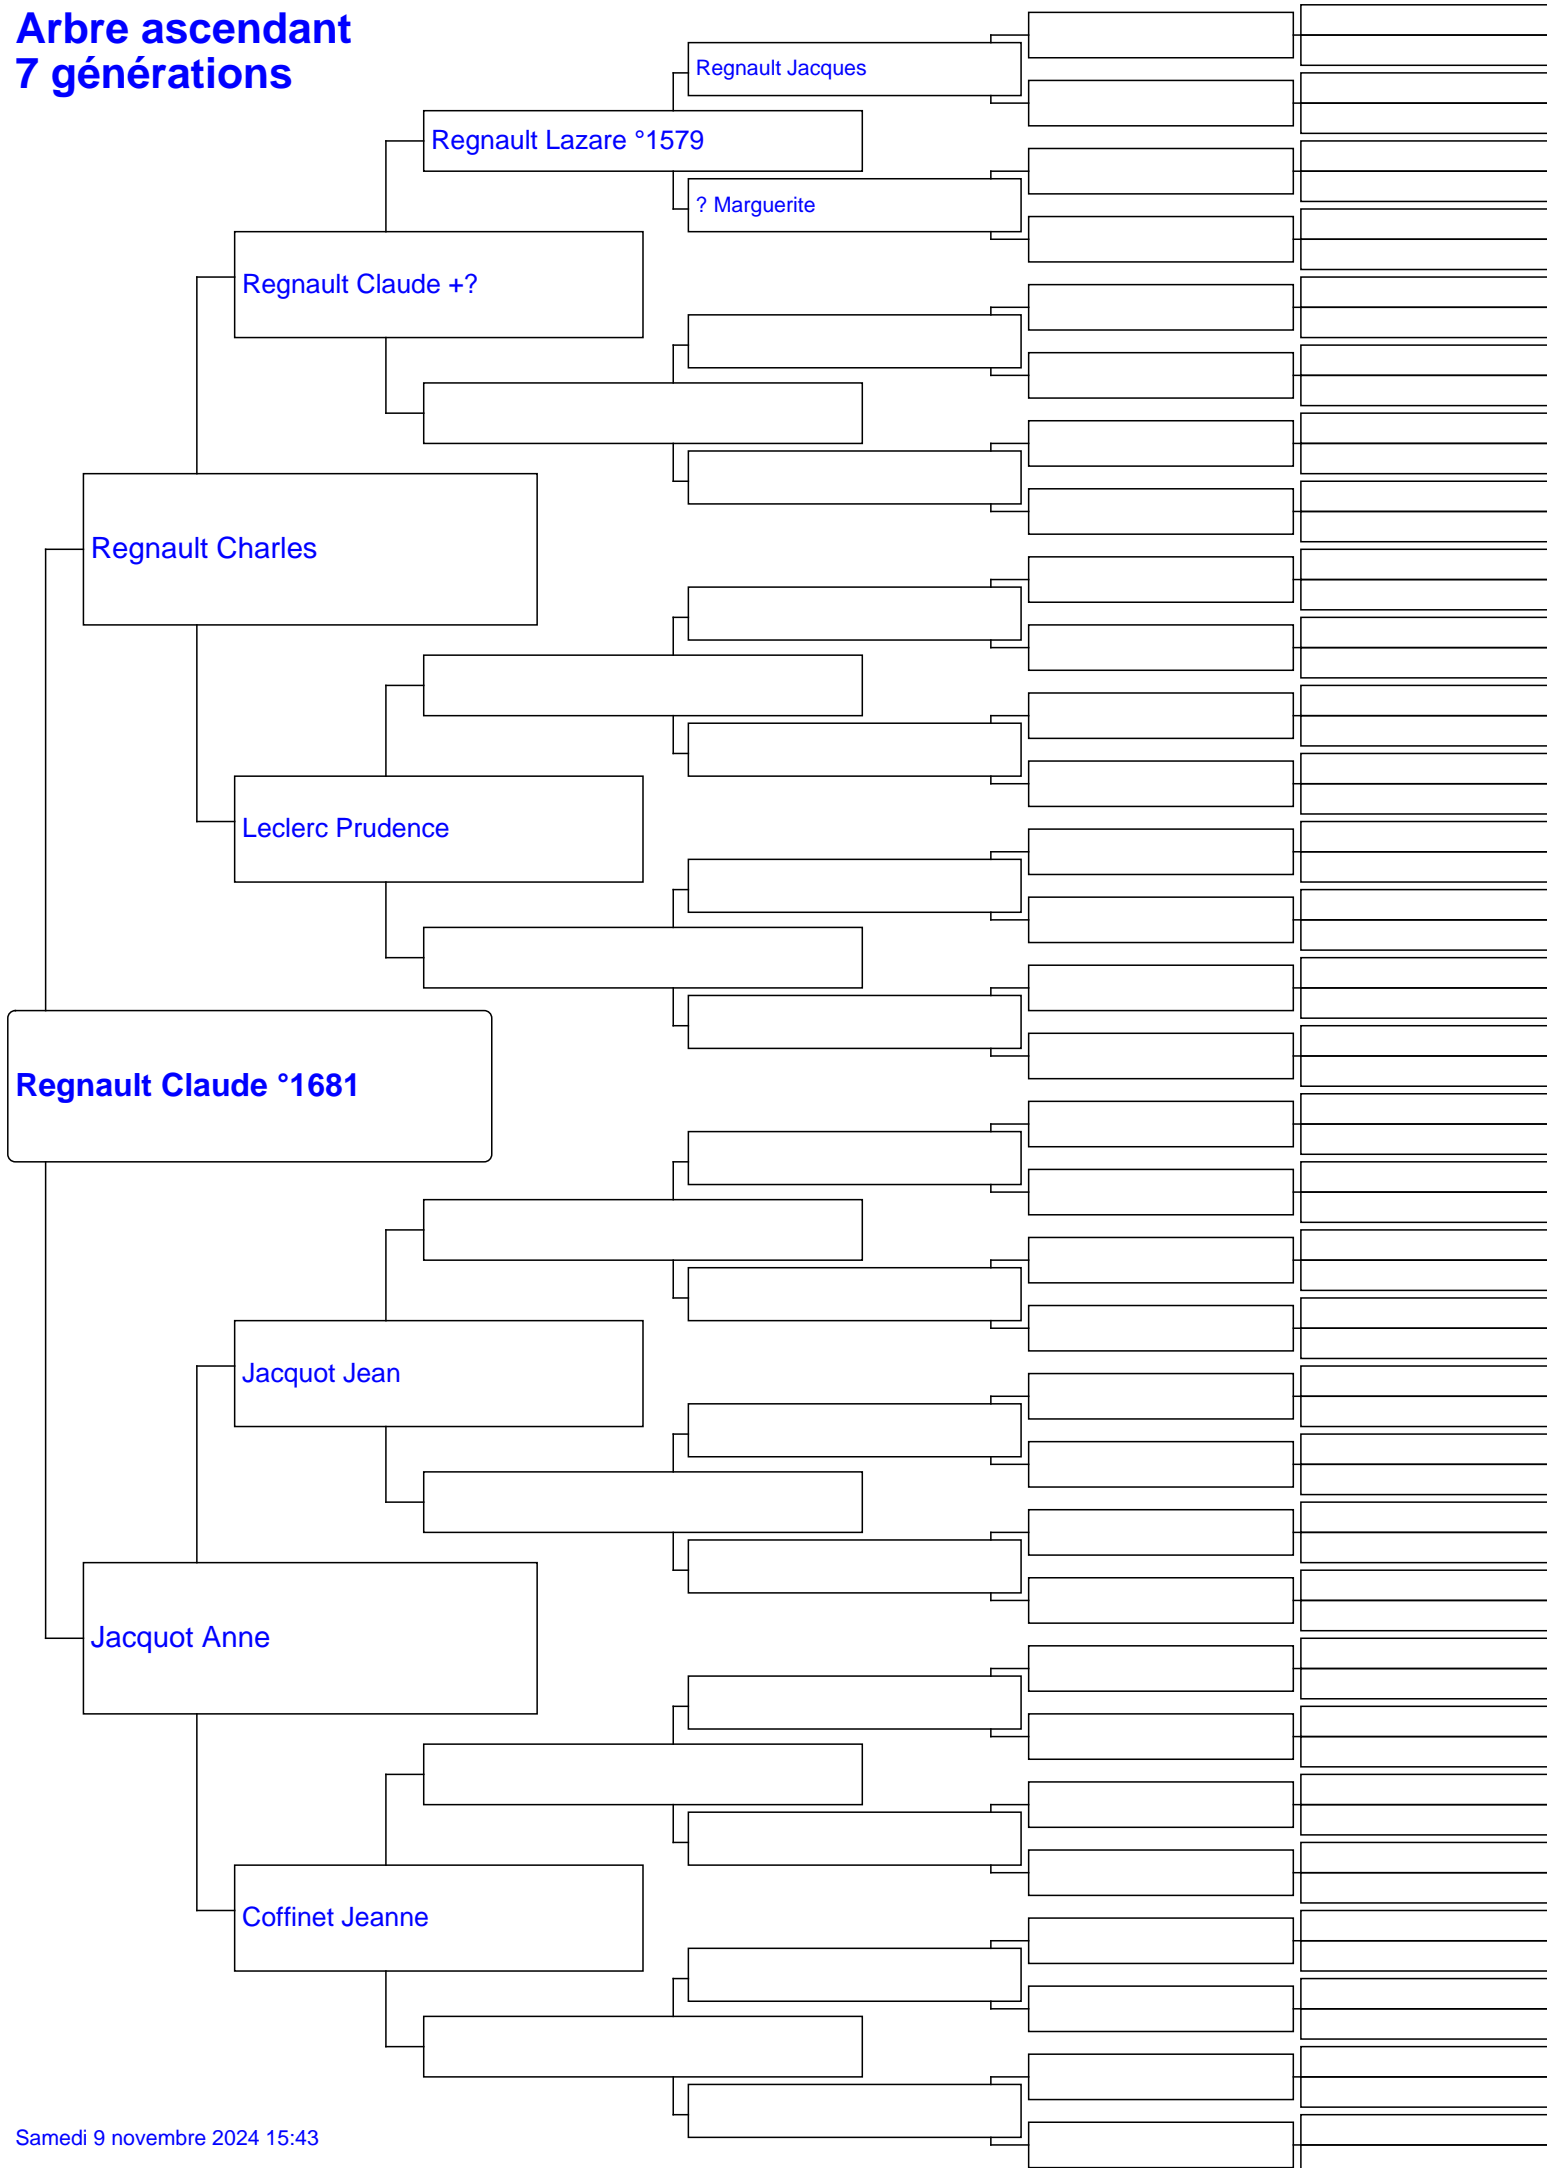 Arbre ascendant
7 générations
Regnault Jacques
Regnault Lazare °1579
? Marguerite
Regnault Claude +?
Regnault Charles
Leclerc Prudence
Regnault Claude °1681
Jacquot Jean
Jacquot Anne
Coffinet Jeanne
Samedi 9 novembre 2024 15:43